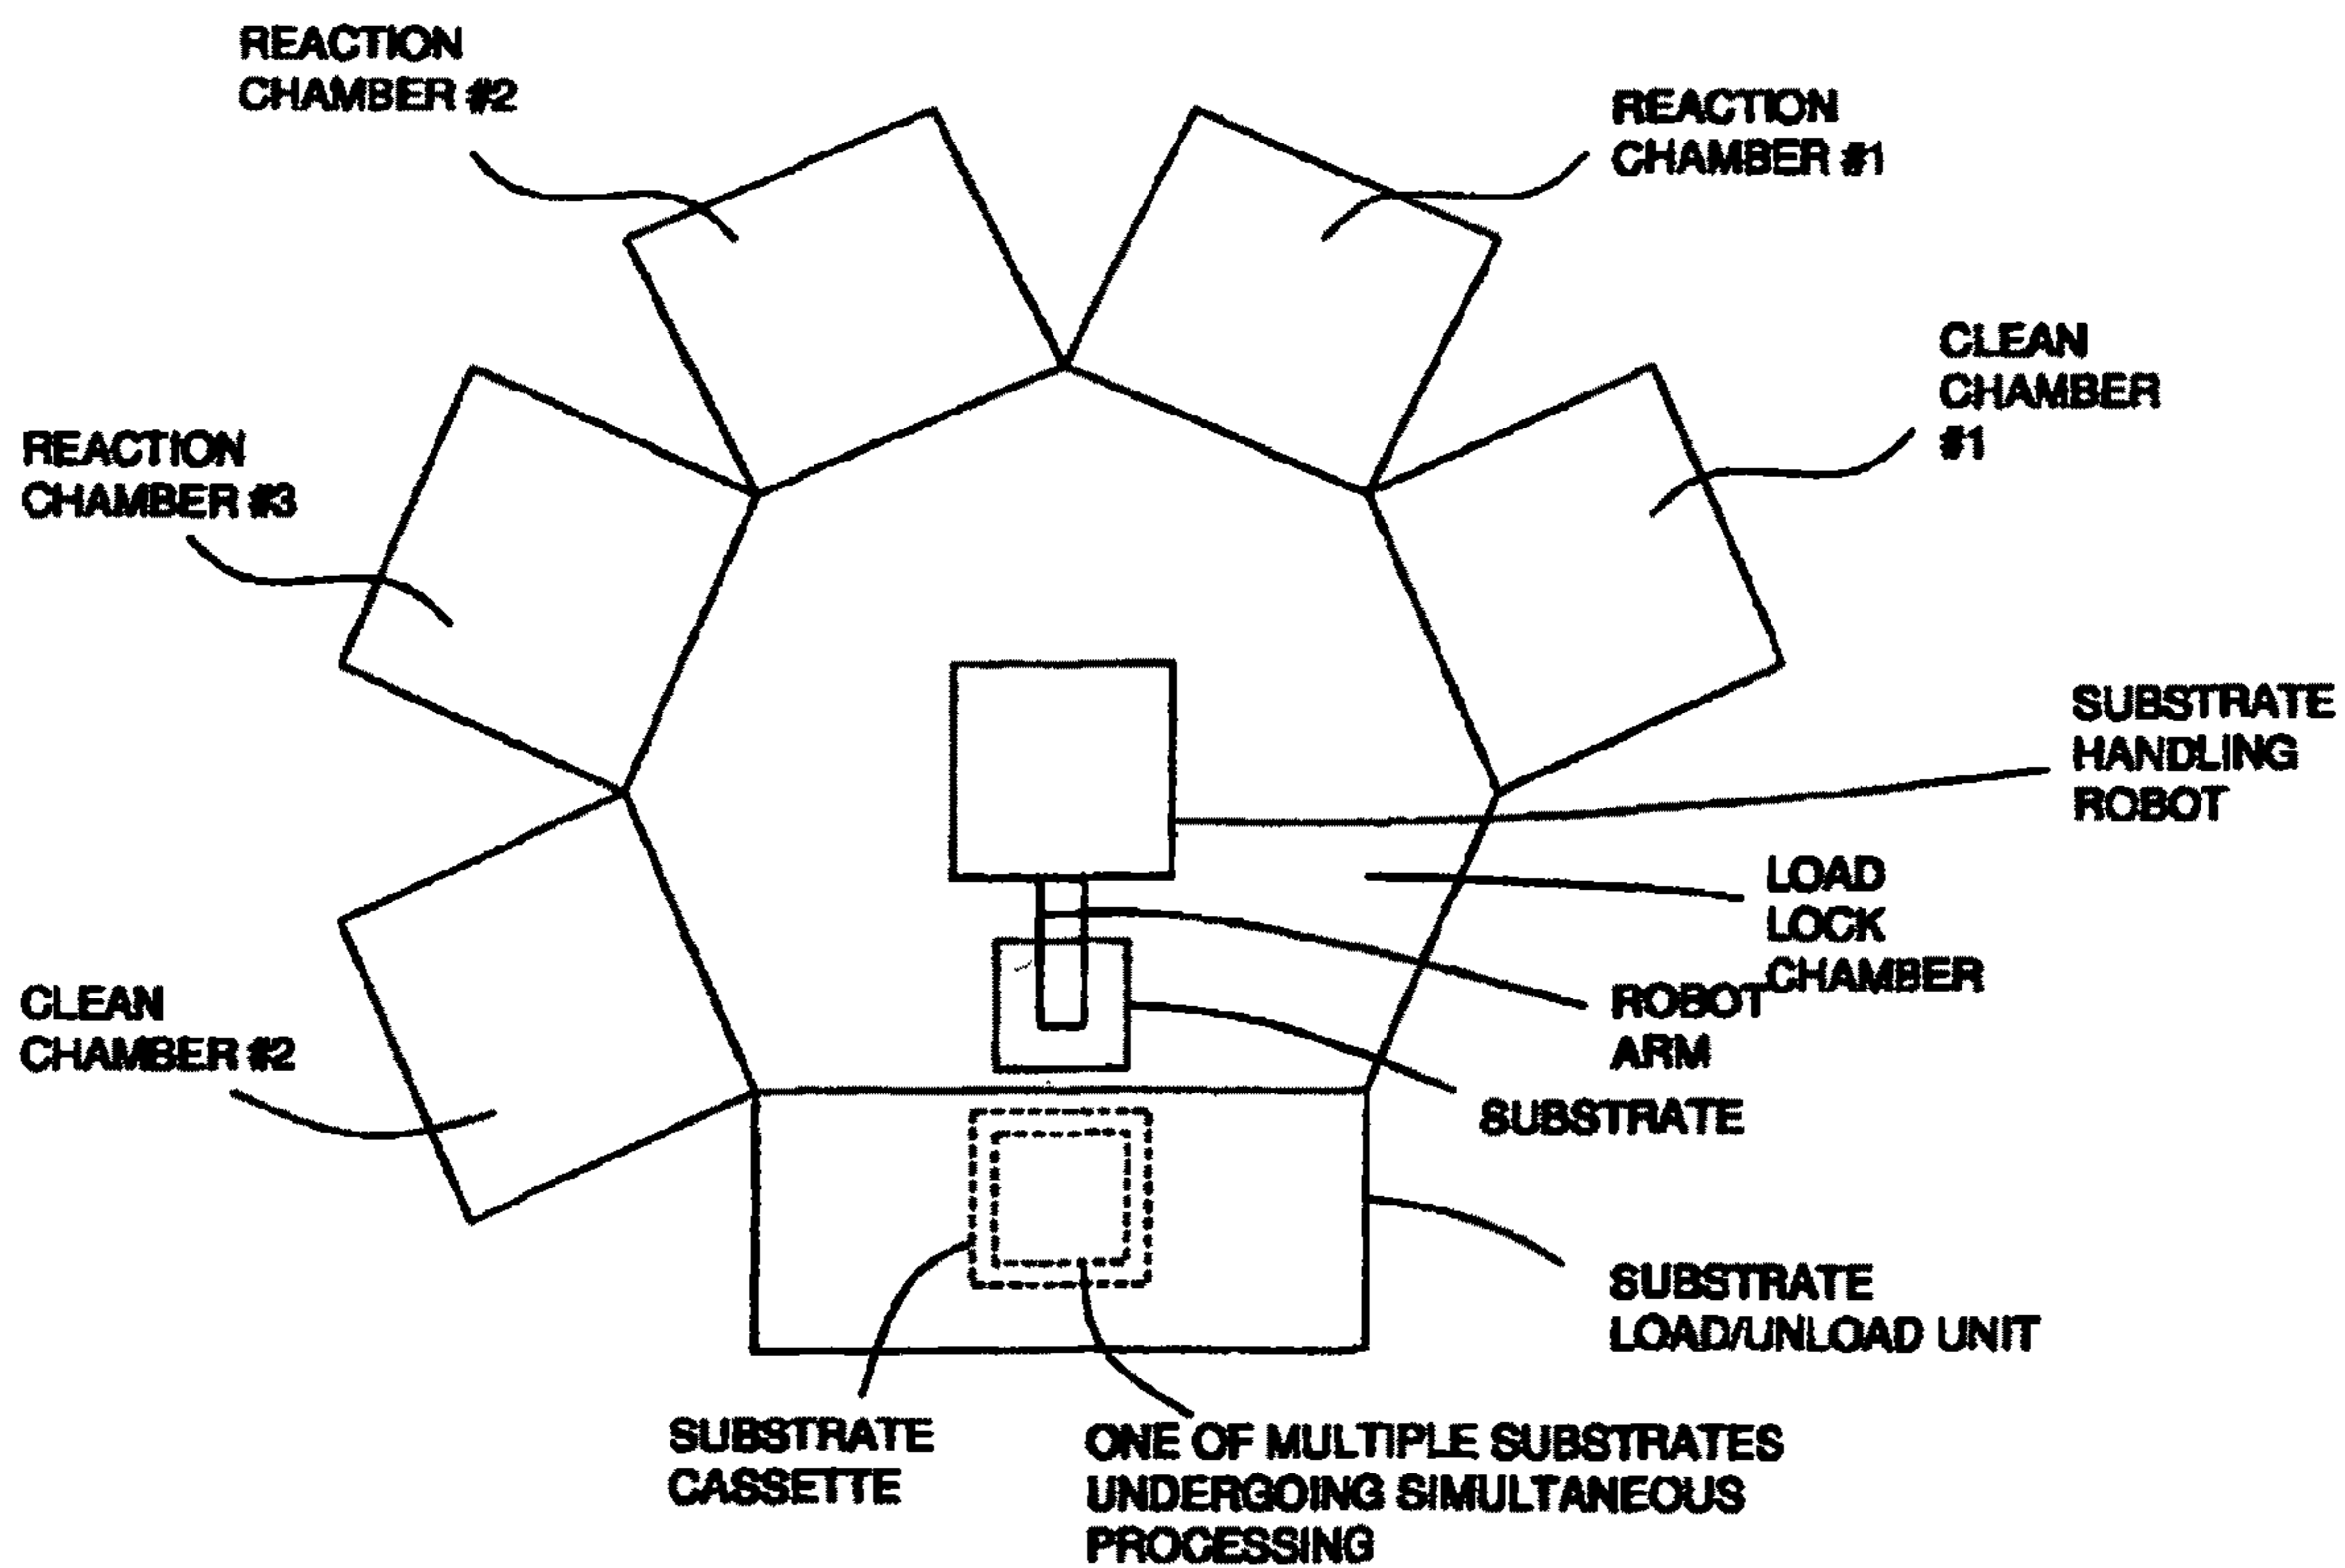 REACTION
CHAMBER #2
REACTION
CHAMBER #1
CLEAN
CHAMBER
#1
REACTION
CHAMBER #3
SUBSTRATE
HANDLING
ROBOT
LOAD
LOCK
CHAMBER
ROBOT
ARM
CLEAN
CHAMBER #2
SUBSTRATE
SUBSTRATE
LOAD/UNLOAD UNIT
SUBSTRATE
CASSETTE
ONE OF MULTIPLE SUBSTRATES
UNDERGOING SIMULTANEOUS
PROCESSING